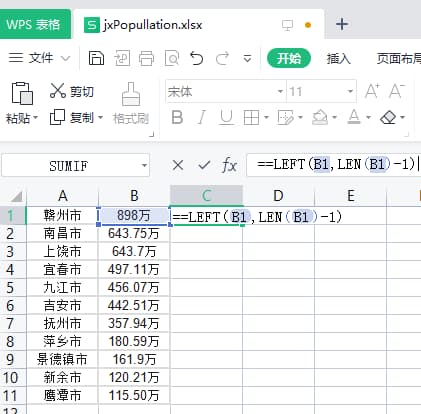 WPS 表格
S jxPopullation.xlsx
文件 开始 插入 页面布局
粘贴 剪切 复制 格式刷 宋体 11 A+ A-
B I U A
SUMIF fx ==LEFT(B1,LEN(B1)-1)
A B C D E
1 赣州市 898万 ==LEFT(B1,LEN(B1)-1)
2 南昌市 643.75万
3 上饶市 643.7万
4 宜春市 497.11万
5 九江市 456.07万
6 吉安市 442.51万
7 抚州市 357.94万
8 萍乡市 180.59万
9 景德镇市 161.9万
10 新余市 120.21万
11 鹰潭市 115.50万
12